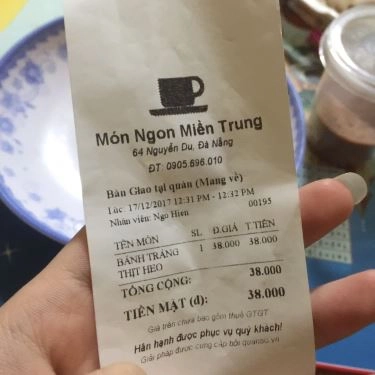 Món Ngon Miền Trung
64 Nguyễn Du, Đà Nẵng
ĐT: 0905.696.010
Bàn Giao tại quán (Mang về)
Lúc 17/12/2017 12:31 PM - 12:32 PM
Nhân viên: Ngo Hien 00195
TÊN MÓN SL Đ.GIÁ T TIỀN
BÁNH TRÁNG THỊT HEO 1 38.000 38.000
TỔNG CỘNG: 38.000
TIỀN MẶT (đ): 38.000
Giá trên chưa bao gồm thuế GTGT
Hân hạnh được phục vụ quý khách!
Giải pháp được cung cấp bởi quanso.vn